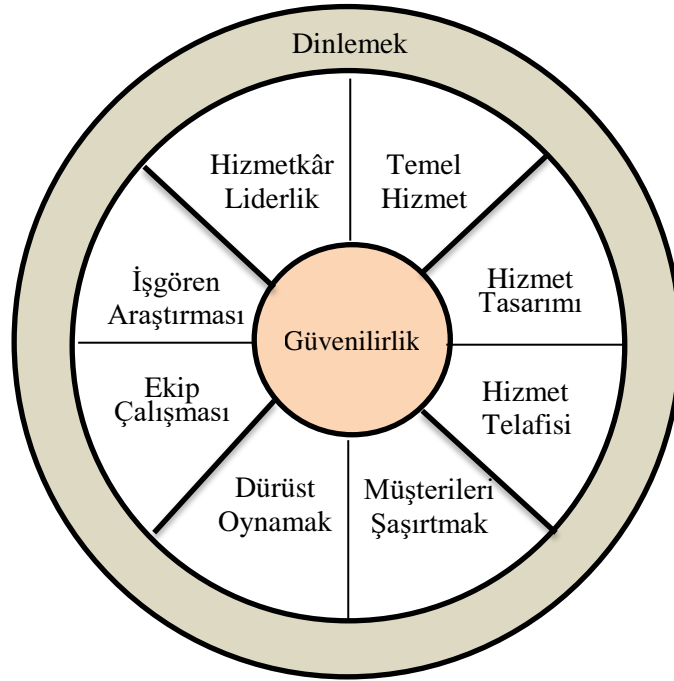 Dinlemek
Hizmetkâr
Liderlik
Temel
Hizmet
İşgören
Araştırması
Hizmet
Tasarımı
Güvenilirlik
Ekip
Çalışması
Hizmet
Telafisi
Dürüst
Oynamak
Müşterileri
Şaşırtmak